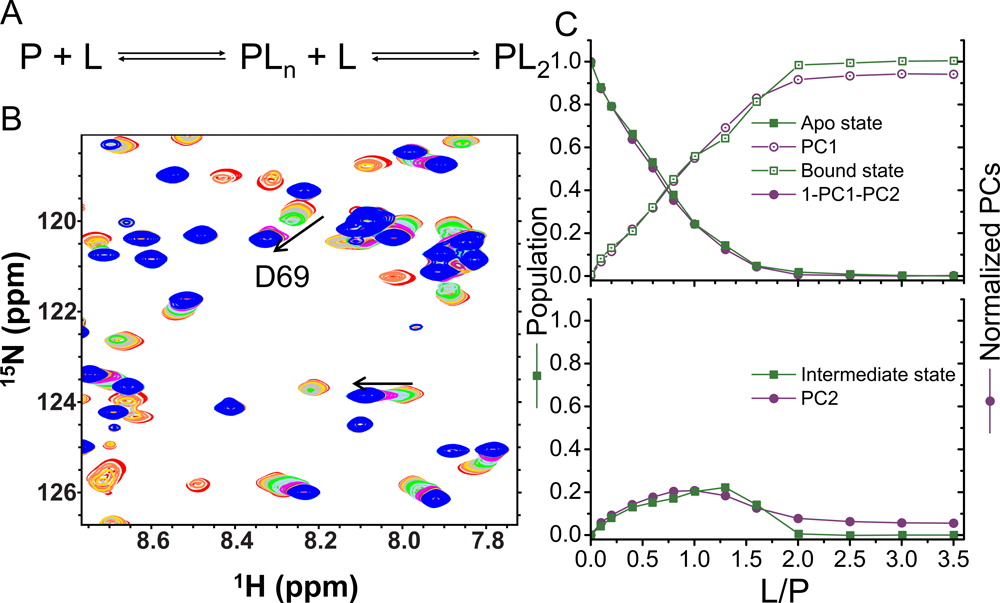 A
P + L ⇌ PLn + L ⇌ PL2
B
D69
120
122
124
126
15N (ppm)
8.6 8.4 8.2 8.0 7.8
1H (ppm)
C
1.0
0.8
0.6
0.4
0.2
0.0
Apo state
PC1
Bound state
1-PC1-PC2
1.0
0.8
0.6
0.4
0.2
0.0
Intermediate state
PC2
0.0 0.5 1.0 1.5 2.0 2.5 3.0 3.5
L/P
Population
Normalized PCs